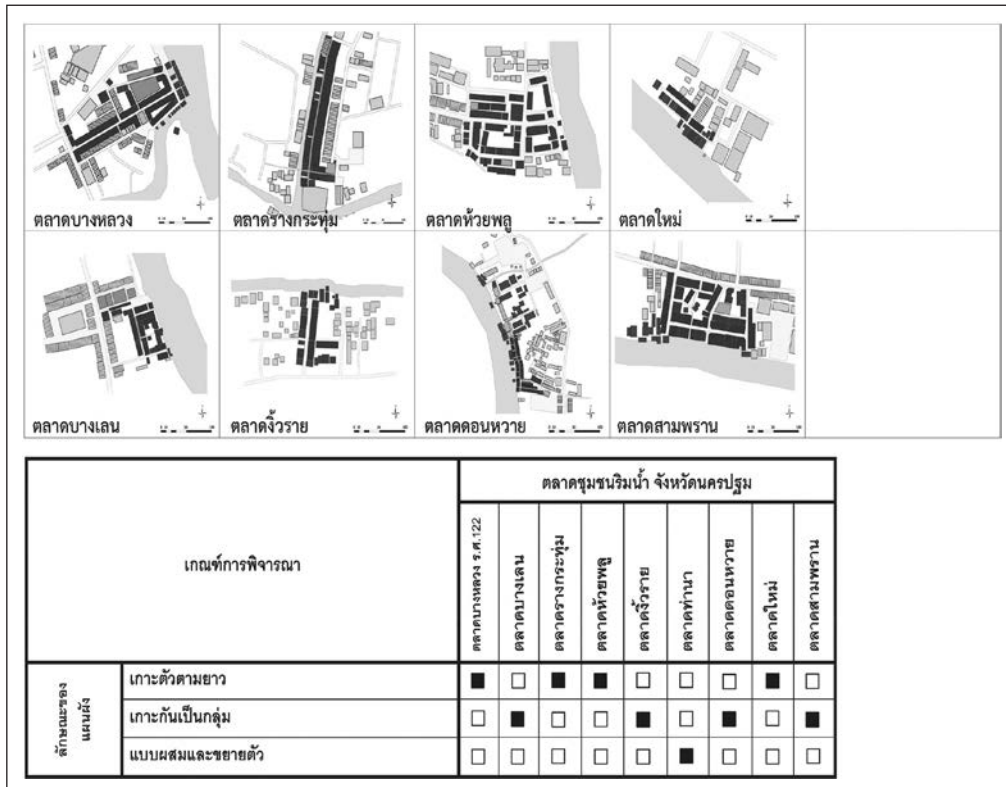 ตลาดบางหลวง
ตลาดรางกระทุ่ม
ตลาดห้วยพลู
ตลาดใหม่
ตลาดบางเลน
ตลาดงิ้วราย
ตลาดดอนหวาย
ตลาดสามพราน
ตลาดชุมชนริมน้ำ จังหวัดนครปฐม
เกณฑ์การพิจารณา
ตลาดบางหลวง ร.ศ.122
ตลาดบางเลน
ตลาดรางกระทุ่ม
ตลาดห้วยพลู
ตลาดงิ้วราย
ตลาดท่านา
ตลาดดอนหวาย
ตลาดใหม่
ตลาดสามพราน
ลักษณะของ
แผนผัง
เกาะตัวตามยาว
เกาะกันเป็นกลุ่ม
แบบผสมและขยายตัว